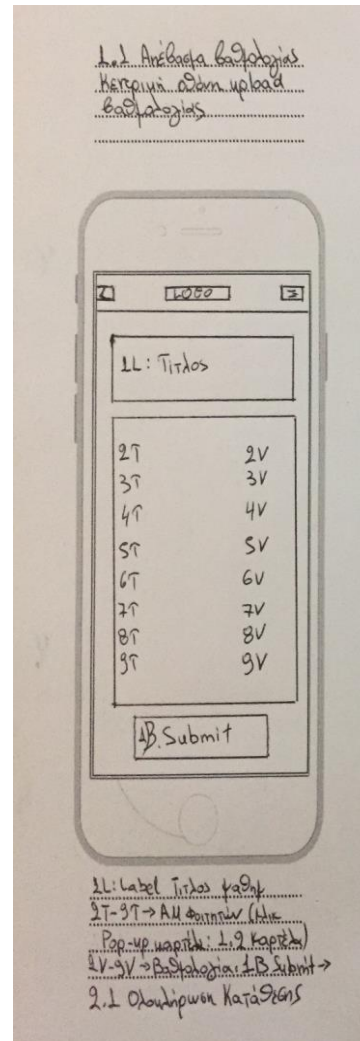 1.1 Ανέβασμα βαθμολογίας
Κεντρική οθόνη upload
βαθμολογίας
LOGO
1L: Τίτλος
2T 2V
3T 3V
4T 4V
5T 5V
6T 6V
7T 7V
8T 8V
9T 9V
1B. Submit
1L: Label Τίτλος μαθημ
2T-9T → ΑΜ Φοιτητών (κλικ
Pop-up καρτέλα: 1.2 Καρτέλα)
2V-9V → Βαθμολογία: 1B Submit →
2.1 Ολοκλήρωση Κατάθεσης